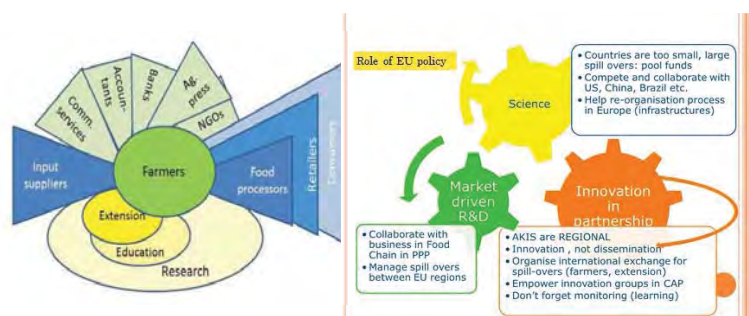 Comm.
services
Accoun-
tants
Banks
Ag.
press
NGOs
Input
suppliers
Farmers
Food
processors
Retailers
Consumers
Extension
Education
Research
Role of EU policy
Science
• Countries are too small, large
spill overs: pool funds
• Compete and collaborate with
US, China, Brazil etc.
• Help re-organisation process
in Europe (infrastructures)
Market
driven
R&D
Innovation
in
partnership
• Collaborate with
business in Food
Chain in PPP
• Manage spill overs
between EU regions
• AKIS are REGIONAL
• Innovation , not dissemination
• Organise international exchange for
spill-overs (farmers, extension)
• Empower innovation groups in CAP
• Don't forget monitoring (learning)